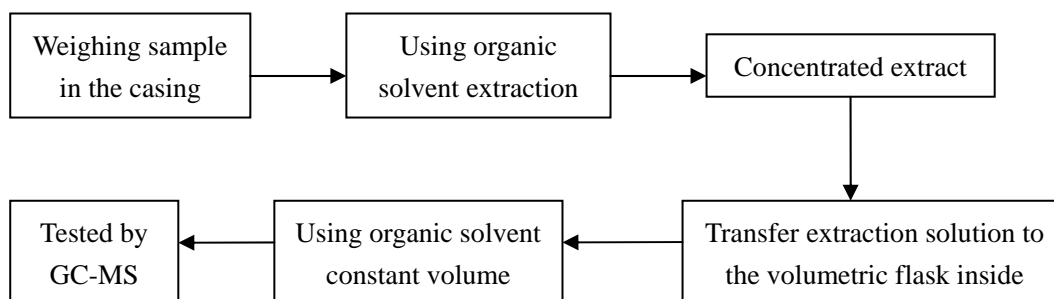 Weighing sample
in the casing
Using organic
solvent extraction
Concentrated extract
Transfer extraction solution to
the volumetric flask inside
Using organic solvent
constant volume
Tested by
GC-MS